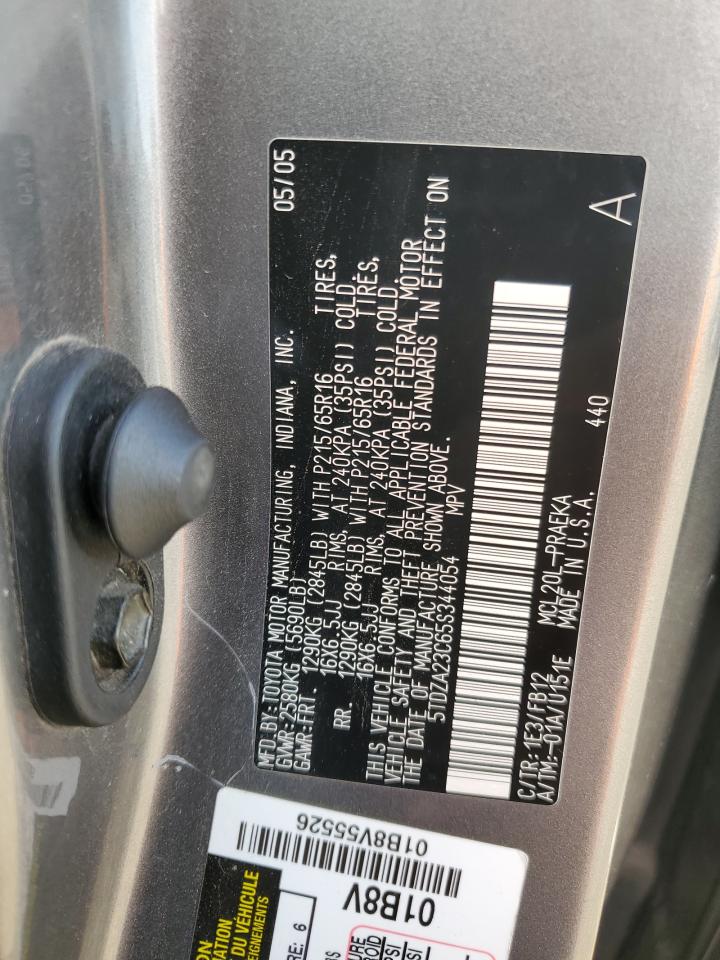 MFD.BY:TOYOTA MOTOR MANUFACTURING, INDIANA, INC. 05/05
GVWR:2580KG (5690LB)
GAWR:FRT - 1290KG (2845LB) WITH P215/65R16 TIRES,
16X6.5JJ RIMS, AT 240KPA (35PSI) COLD.
RR. 1290KG (2845LB) WITH P215/65R16 TIRES,
16X6.5JJ RIMS, AT 240KPA (35PSI) COLD.
THIS VEHICLE CONFORMS TO ALL APPLICABLE FEDERAL MOTOR
VEHICLE SAFETY AND THEFT PREVENTION STANDARDS IN EFFECT ON
THE DATE OF MANUFACTURE SHOWN ABOVE.
5TDZA23C65S344054 MPV
C/TR:1E3/FB12 MCL20L-PRAEKA 440 A
A/TM:-01A/U151E MADE IN U.S.A.
DU VÉHICULE
01B8V55526
01B8V